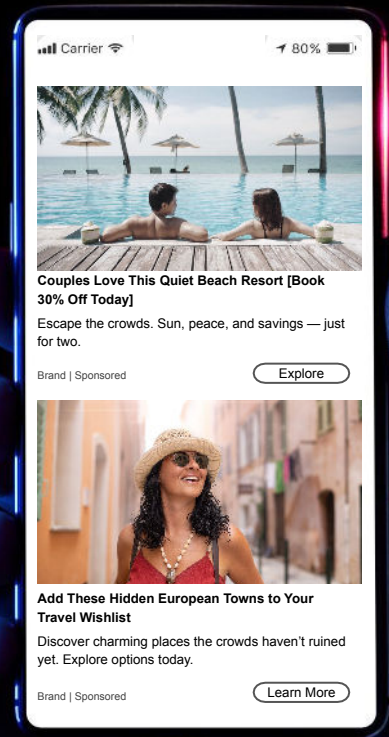 Carrier 80%
Couples Love This Quiet Beach Resort [Book
30% Off Today]
Escape the crowds. Sun, peace, and savings — just
for two.
Brand | Sponsored Explore
Add These Hidden European Towns to Your
Travel Wishlist
Discover charming places the crowds haven’t ruined
yet. Explore options today.
Brand | Sponsored Learn More